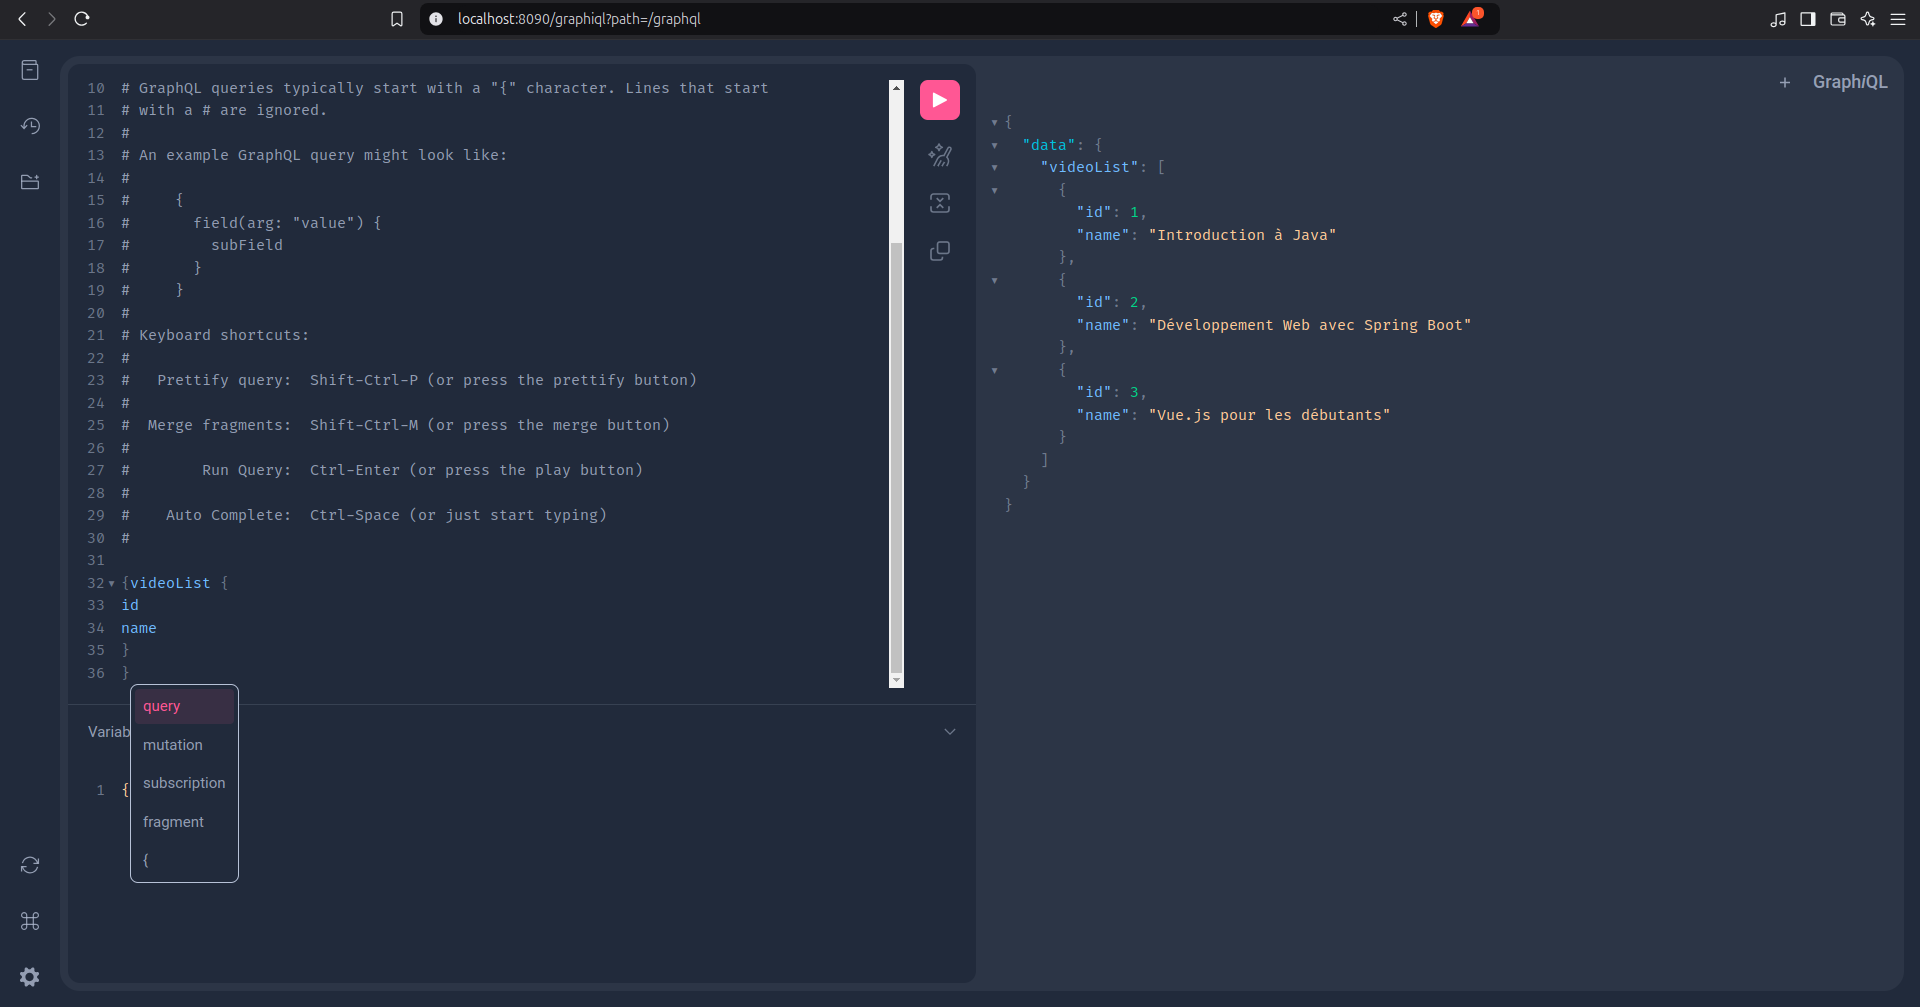 localhost:8090/graphiql?path=/graphql
1
10 # GraphQL queries typically start with a "{" character. Lines that start
11 # with a # are ignored.
12 #
13 # An example GraphQL query might look like:
14 #
15 #     {
16 #       field(arg: "value") {
17 #         subField
18 #       }
19 #     }
20 #
21 # Keyboard shortcuts:
22 #
23 #   Prettify query:  Shift-Ctrl-P (or press the prettify button)
24 #
25 #  Merge fragments:  Shift-Ctrl-M (or press the merge button)
26 #
27 #        Run Query:  Ctrl-Enter (or press the play button)
28 #
29 #    Auto Complete:  Ctrl-Space (or just start typing)
30 #
31
32 {videoList {
33 id
34 name
35 }
36 }
query
mutation
subscription
fragment
{
Variab
1 {
+ GraphiQL
{
  "data": {
    "videoList": [
      {
        "id": 1,
        "name": "Introduction à Java"
      },
      {
        "id": 2,
        "name": "Développement Web avec Spring Boot"
      },
      {
        "id": 3,
        "name": "Vue.js pour les débutants"
      }
    ]
  }
}